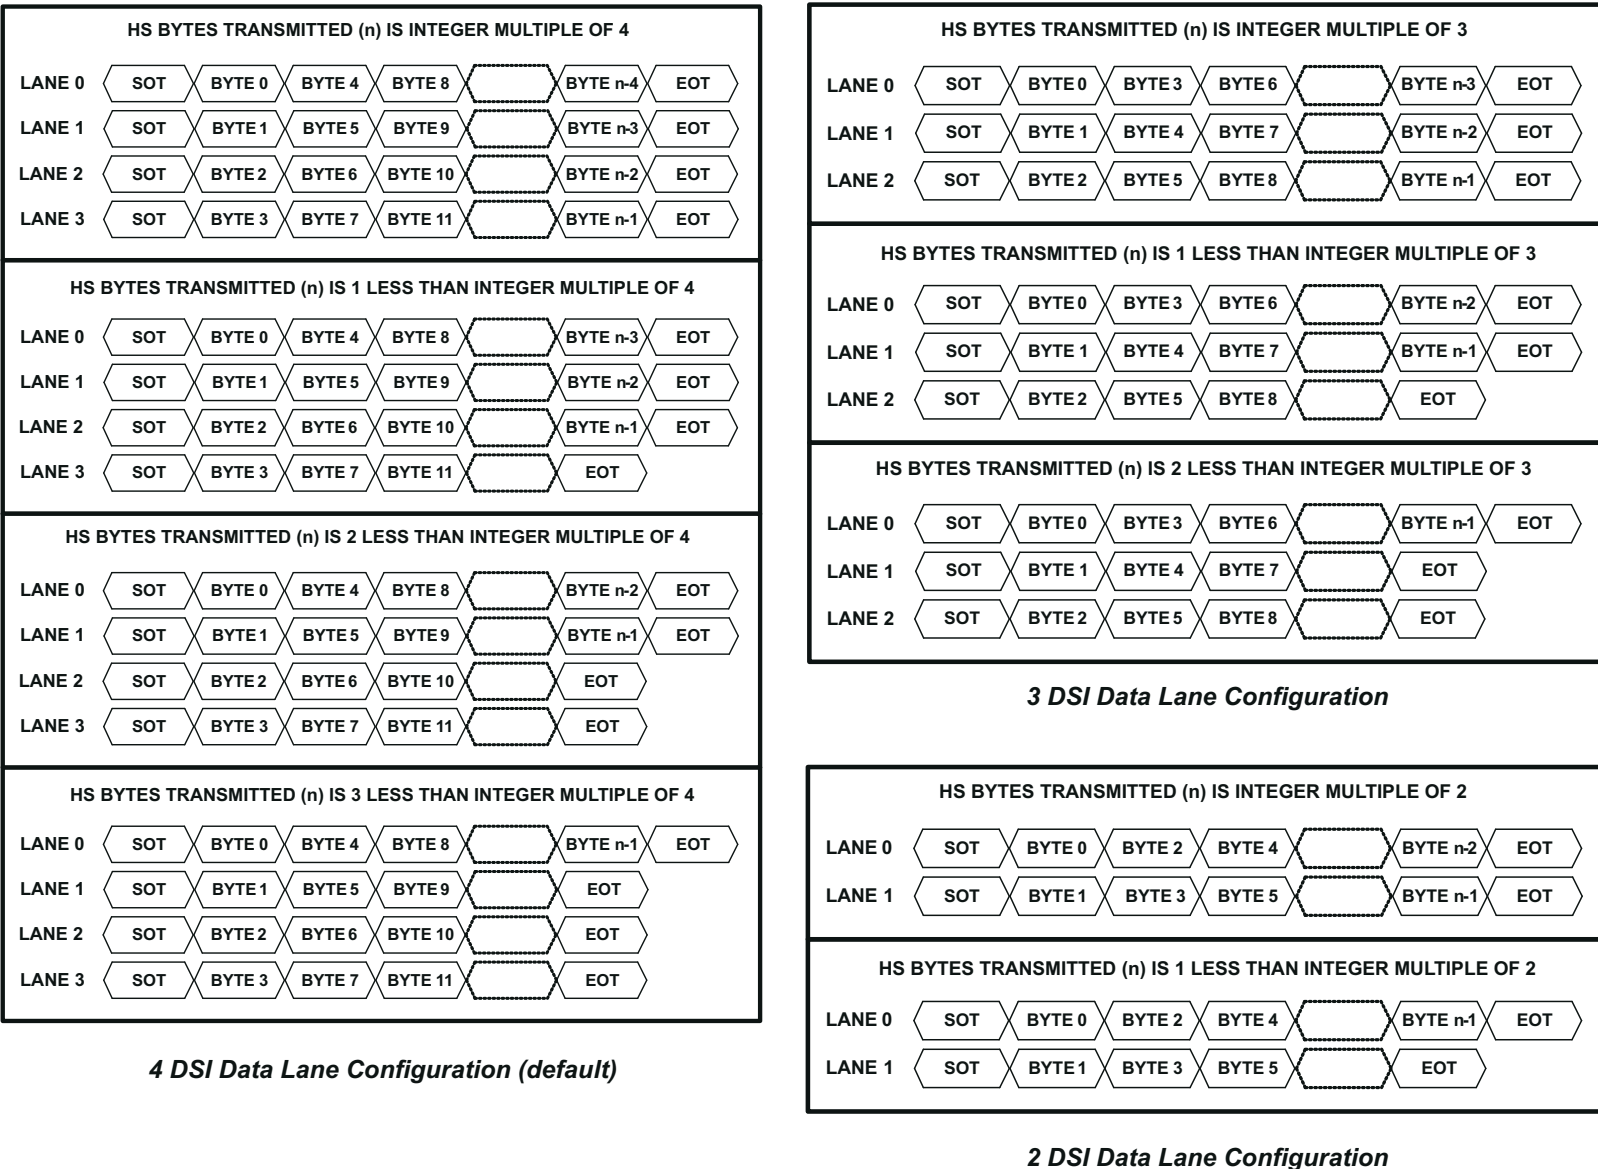 HS BYTES TRANSMITTED (n) IS INTEGER MULTIPLE OF 4
LANE 0 SOT BYTE 0 BYTE 4 BYTE 8 BYTE n-4 EOT
LANE 1 SOT BYTE 1 BYTE 5 BYTE 9 BYTE n-3 EOT
LANE 2 SOT BYTE 2 BYTE 6 BYTE 10 BYTE n-2 EOT
LANE 3 SOT BYTE 3 BYTE 7 BYTE 11 BYTE n-1 EOT
HS BYTES TRANSMITTED (n) IS 1 LESS THAN INTEGER MULTIPLE OF 4
LANE 0 SOT BYTE 0 BYTE 4 BYTE 8 BYTE n-3 EOT
LANE 1 SOT BYTE 1 BYTE 5 BYTE 9 BYTE n-2 EOT
LANE 2 SOT BYTE 2 BYTE 6 BYTE 10 BYTE n-1 EOT
LANE 3 SOT BYTE 3 BYTE 7 BYTE 11 EOT
HS BYTES TRANSMITTED (n) IS 2 LESS THAN INTEGER MULTIPLE OF 4
LANE 0 SOT BYTE 0 BYTE 4 BYTE 8 BYTE n-2 EOT
LANE 1 SOT BYTE 1 BYTE 5 BYTE 9 BYTE n-1 EOT
LANE 2 SOT BYTE 2 BYTE 6 BYTE 10 EOT
LANE 3 SOT BYTE 3 BYTE 7 BYTE 11 EOT
HS BYTES TRANSMITTED (n) IS 3 LESS THAN INTEGER MULTIPLE OF 4
LANE 0 SOT BYTE 0 BYTE 4 BYTE 8 BYTE n-1 EOT
LANE 1 SOT BYTE 1 BYTE 5 BYTE 9 EOT
LANE 2 SOT BYTE 2 BYTE 6 BYTE 10 EOT
LANE 3 SOT BYTE 3 BYTE 7 BYTE 11 EOT
4 DSI Data Lane Configuration (default)
HS BYTES TRANSMITTED (n) IS INTEGER MULTIPLE OF 3
LANE 0 SOT BYTE 0 BYTE 3 BYTE 6 BYTE n-3 EOT
LANE 1 SOT BYTE 1 BYTE 4 BYTE 7 BYTE n-2 EOT
LANE 2 SOT BYTE 2 BYTE 5 BYTE 8 BYTE n-1 EOT
HS BYTES TRANSMITTED (n) IS 1 LESS THAN INTEGER MULTIPLE OF 3
LANE 0 SOT BYTE 0 BYTE 3 BYTE 6 BYTE n-2 EOT
LANE 1 SOT BYTE 1 BYTE 4 BYTE 7 BYTE n-1 EOT
LANE 2 SOT BYTE 2 BYTE 5 BYTE 8 EOT
HS BYTES TRANSMITTED (n) IS 2 LESS THAN INTEGER MULTIPLE OF 3
LANE 0 SOT BYTE 0 BYTE 3 BYTE 6 BYTE n-1 EOT
LANE 1 SOT BYTE 1 BYTE 4 BYTE 7 EOT
LANE 2 SOT BYTE 2 BYTE 5 BYTE 8 EOT
3 DSI Data Lane Configuration
HS BYTES TRANSMITTED (n) IS INTEGER MULTIPLE OF 2
LANE 0 SOT BYTE 0 BYTE 2 BYTE 4 BYTE n-2 EOT
LANE 1 SOT BYTE 1 BYTE 3 BYTE 5 BYTE n-1 EOT
HS BYTES TRANSMITTED (n) IS 1 LESS THAN INTEGER MULTIPLE OF 2
LANE 0 SOT BYTE 0 BYTE 2 BYTE 4 BYTE n-1 EOT
LANE 1 SOT BYTE 1 BYTE 3 BYTE 5 EOT
2 DSI Data Lane Configuration